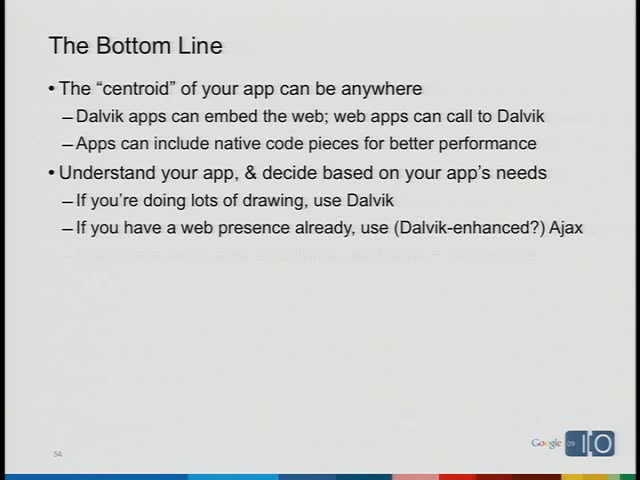 The Bottom Line
• The “centroid” of your app can be anywhere
– Dalvik apps can embed the web; web apps can call to Dalvik
– Apps can include native code pieces for better performance
• Understand your app, & decide based on your app's needs
– If you're doing lots of drawing, use Dalvik
– If you have a web presence already, use (Dalvik-enhanced?) Ajax
54
Google 09 IO